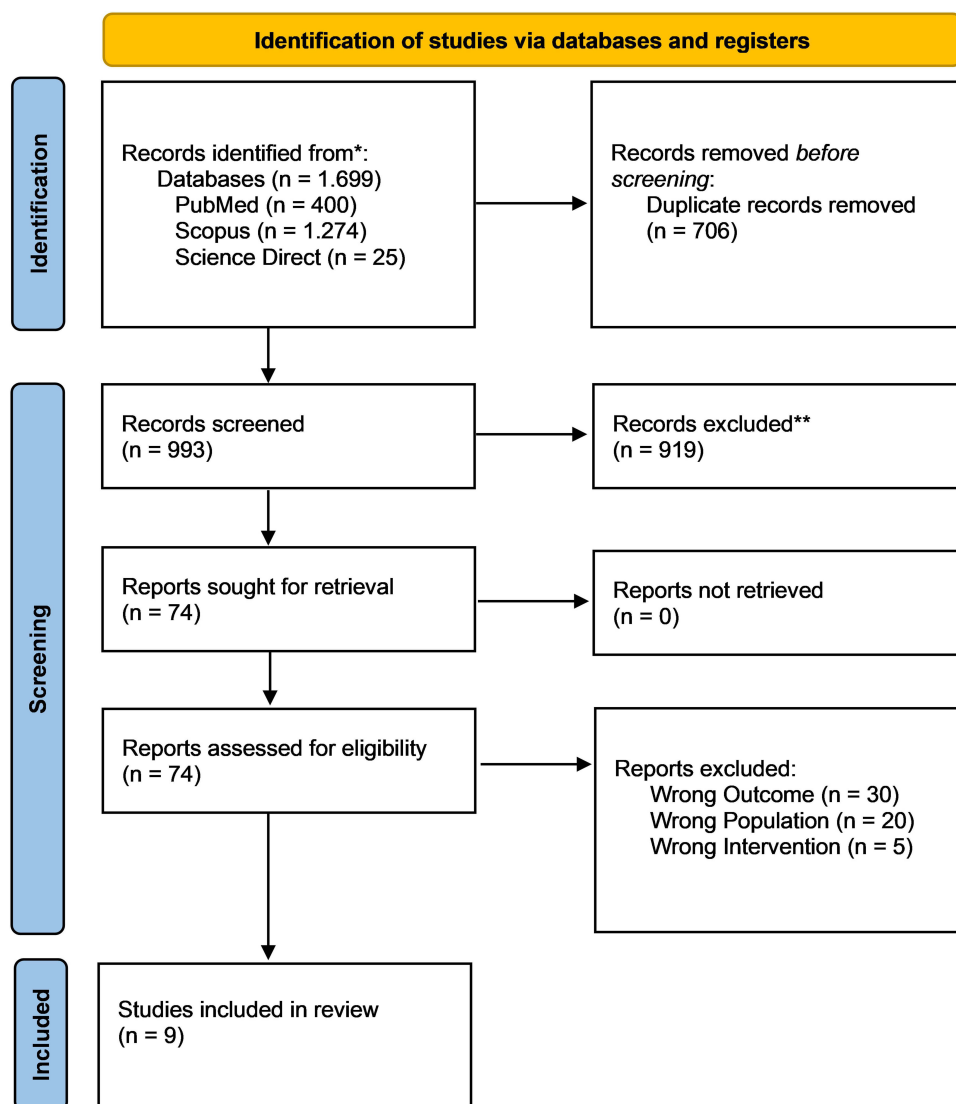 Identification of studies via databases and registers
Identification
Records identified from*:
Databases (n = 1.699)
PubMed (n = 400)
Scopus (n = 1.274)
Science Direct (n = 25)
Records removed before
screening:
Duplicate records removed
(n = 706)
Screening
Records screened
(n = 993)
Records excluded**
(n = 919)
Reports sought for retrieval
(n = 74)
Reports not retrieved
(n = 0)
Reports assessed for eligibility
(n = 74)
Reports excluded:
Wrong Outcome (n = 30)
Wrong Population (n = 20)
Wrong Intervention (n = 5)
Included
Studies included in review
(n = 9)